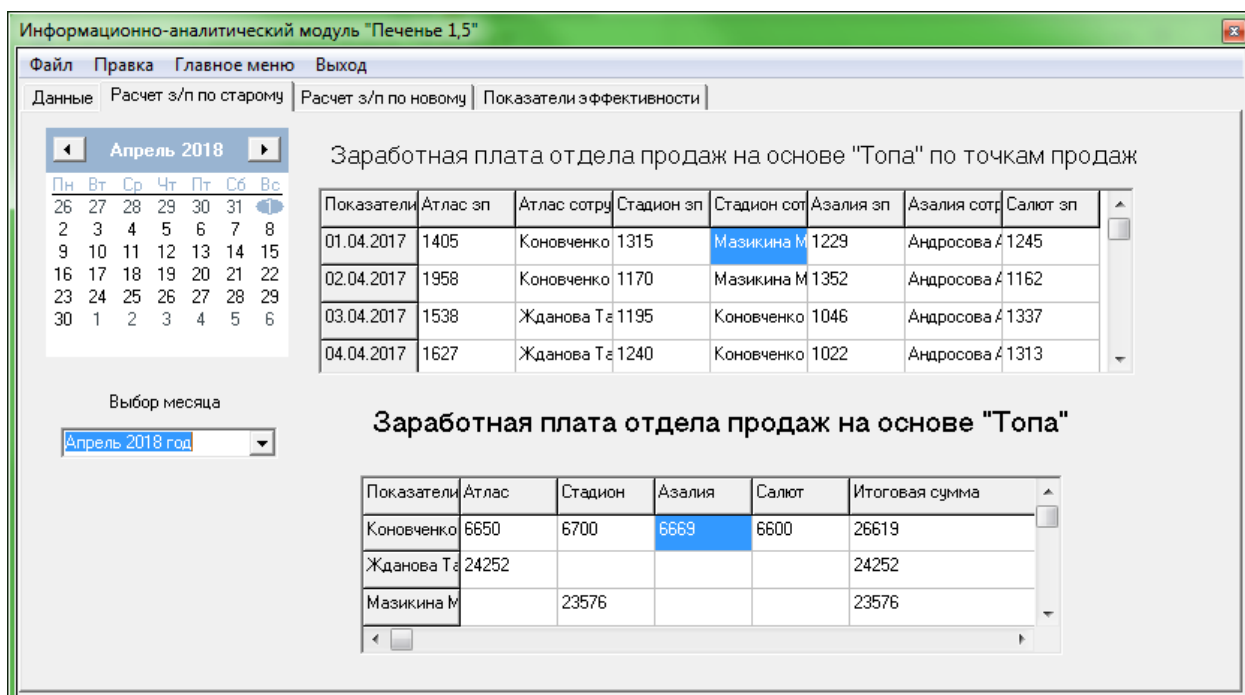 Информационно-аналитический модуль "Печенье 1,5"
Файл Правка Главное меню Выход
Данные Расчет з/п по старому Расчет з/п по новому Показатели эффективности
Апрель 2018
Пн Вт Ср Чт Пт Сб Вс
26 27 28 29 30 31 1
2 3 4 5 6 7 8
9 10 11 12 13 14 15
16 17 18 19 20 21 22
23 24 25 26 27 28 29
30 1 2 3 4 5 6
Выбор месяца
Апрель 2018 год
Заработная плата отдела продаж на основе "Топа" по точкам продаж
Показатели Атлас зп Атлас сотру Стадион зп Стадион сот Азалия зп Азалия сотр Салют зп
01.04.2017 1405 Коновченко 1315 Мазикина М 1229 Андросова А 1245
02.04.2017 1958 Коновченко 1170 Мазикина М 1352 Андросова А 1162
03.04.2017 1538 Жданова Та 1195 Коновченко 1046 Андросова А 1337
04.04.2017 1627 Жданова Та 1240 Коновченко 1022 Андросова А 1313
Заработная плата отдела продаж на основе "Топа"
Показатели Атлас Стадион Азалия Салют Итоговая сумма
Коновченко 6650 6700 6669 6600 26619
Жданова Та 24252 24252
Мазикина М 23576 23576